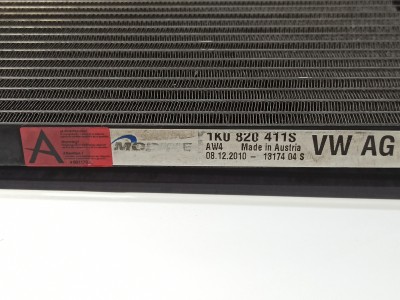 A
MODINE
1K0 820 411S
AW4 Made in Austria
08.12.2010 - 13174 04 S
VW AG